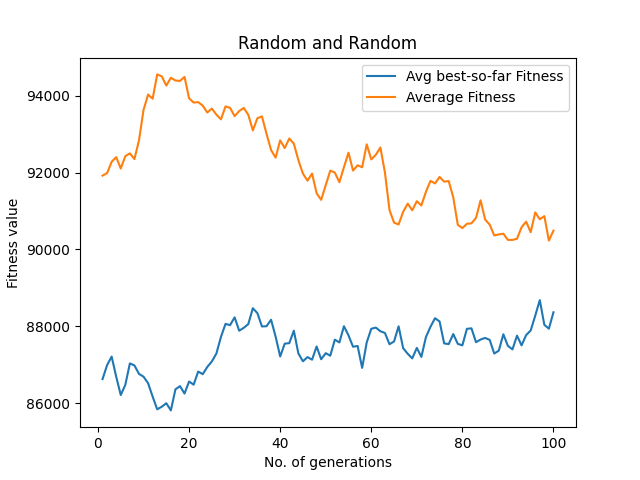 Random and Random
Avg best-so-far Fitness
Average Fitness
Fitness value
94000
92000
90000
88000
86000
0 20 40 60 80 100
No. of generations